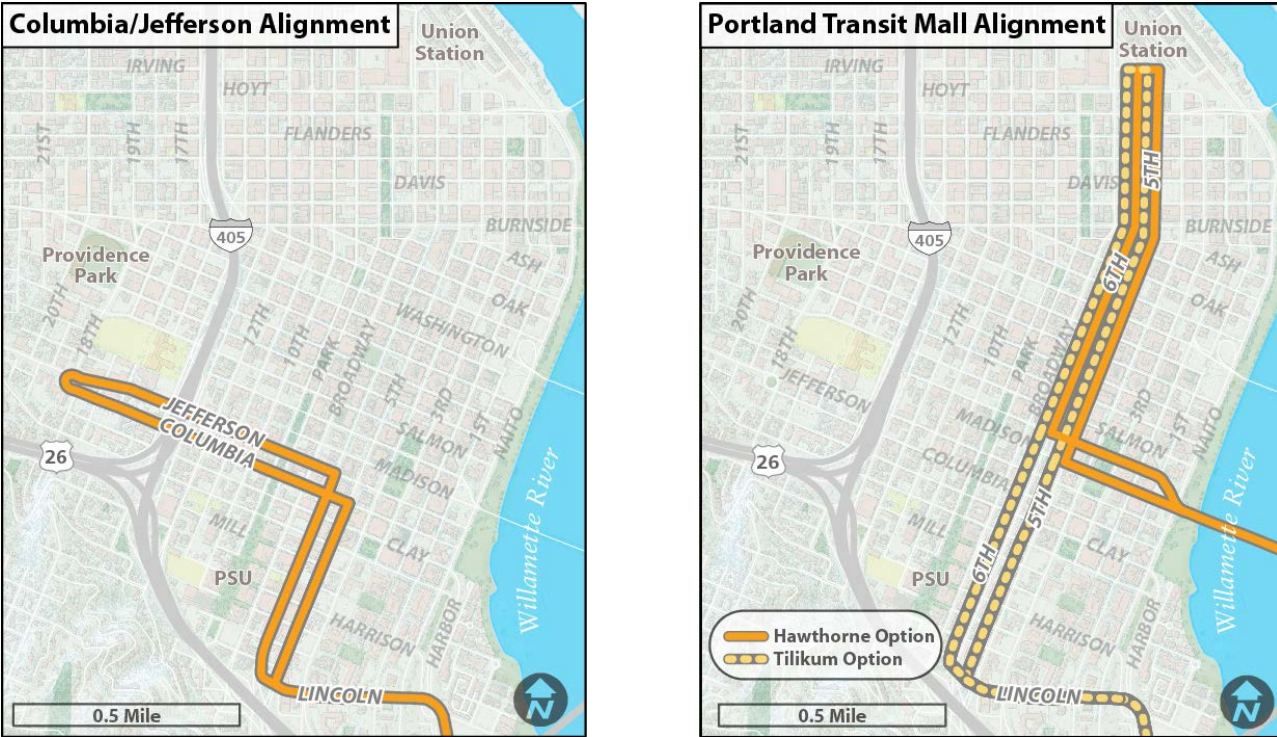 Columbia/Jefferson Alignment
Union
Station
IRVING
HOYT
21ST
19TH
17TH
FLANDERS
DAVIS
BURNSIDE
405
ASH
Providence
Park
OAK
20TH
18TH
12TH
10TH
PARK
BROADWAY
WASHINGTON
5TH
3RD
1ST
NAITO
SALMON
JEFFERSON
COLUMBIA
MADISON
26
MILL
CLAY
PSU
Willamette River
HARRISON
HARBOR
LINCOLN
0.5 Mile
N
Portland Transit Mall Alignment
Union
Station
IRVING
HOYT
21ST
19TH
17TH
FLANDERS
DAVIS
5TH
BURNSIDE
405
ASH
Providence
Park
6TH
OAK
20TH
18TH
12TH
10TH
PARK
BROADWAY
JEFFERSON
3RD
1ST
NAITO
MADISON
SALMON
COLUMBIA
26
MILL
5TH
CLAY
6TH
PSU
Willamette River
HARRISON
HARBOR
Hawthorne Option
Tilikum Option
LINCOLN
0.5 Mile
N